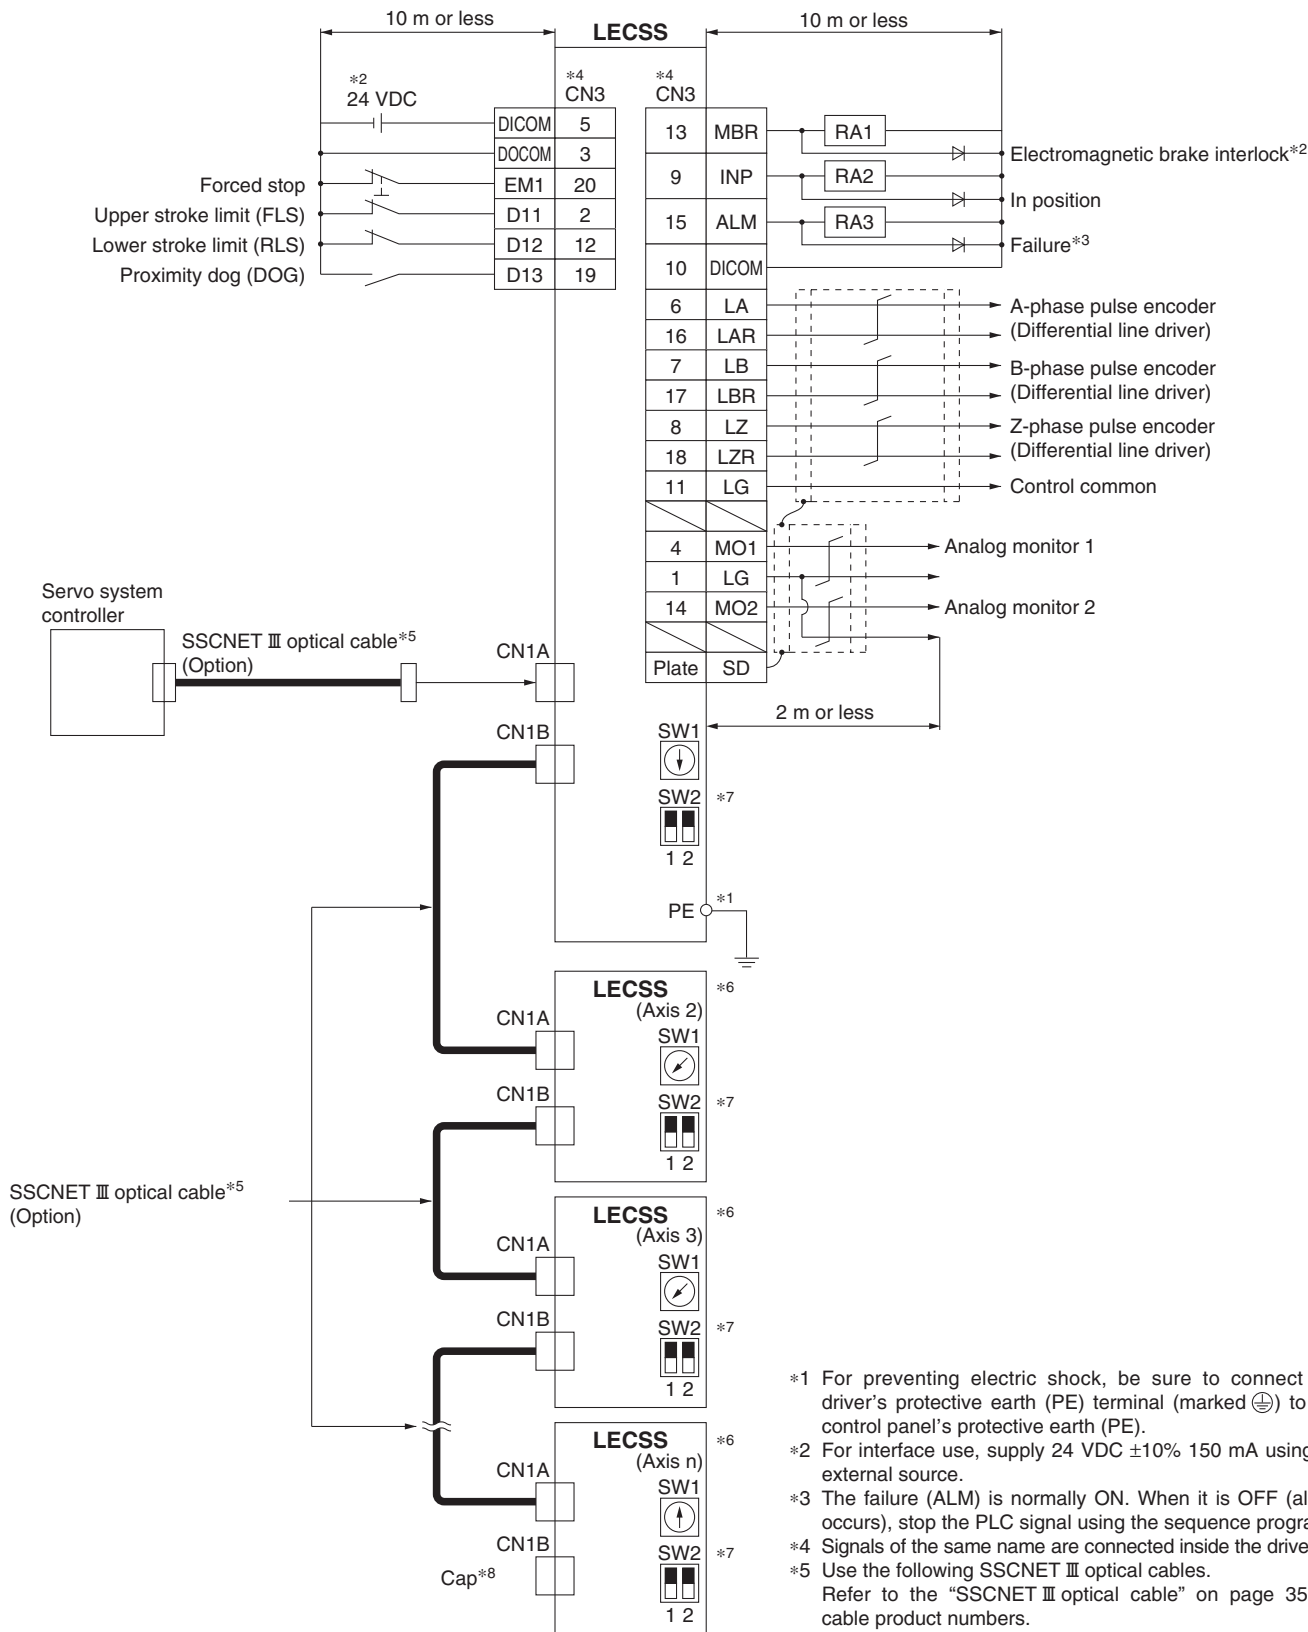 10 m or less
LECSS
10 m or less
*2
24 VDC
*4
CN3
*4
CN3
DICOM 5
DOCOM 3
Forced stop EM1 20
Upper stroke limit (FLS) D11 2
Lower stroke limit (RLS) D12 12
Proximity dog (DOG) D13 19
13 MBR RA1
Electromagnetic brake interlock*2
9 INP RA2
In position
15 ALM RA3
Failure*3
10 DICOM
6 LA A-phase pulse encoder
16 LAR (Differential line driver)
7 LB B-phase pulse encoder
17 LBR (Differential line driver)
8 LZ Z-phase pulse encoder
18 LZR (Differential line driver)
11 LG Control common
4 MO1 Analog monitor 1
1 LG
14 MO2 Analog monitor 2
Plate SD
2 m or less
Servo system
controller
SSCNET Ⅲ optical cable*5
(Option)
CN1A
CN1B
SW1
SW2 *7
1 2
PE *1
LECSS *6
(Axis 2)
CN1A
SW1
CN1B
SW2 *7
1 2
SSCNET Ⅲ optical cable*5
(Option)
LECSS *6
(Axis 3)
CN1A
SW1
CN1B
SW2 *7
1 2
LECSS *6
(Axis n)
CN1A
SW1
CN1B
Cap*8
SW2 *7
1 2
*1 For preventing electric shock, be sure to connect
driver's protective earth (PE) terminal (marked ⏚) to
control panel's protective earth (PE).
*2 For interface use, supply 24 VDC ±10% 150 mA using
external source.
*3 The failure (ALM) is normally ON. When it is OFF (al
occurs), stop the PLC signal using the sequence progra
*4 Signals of the same name are connected inside the drive
*5 Use the following SSCNET Ⅲ optical cables.
Refer to the “SSCNET Ⅲ optical cable” on page 35
cable product numbers.